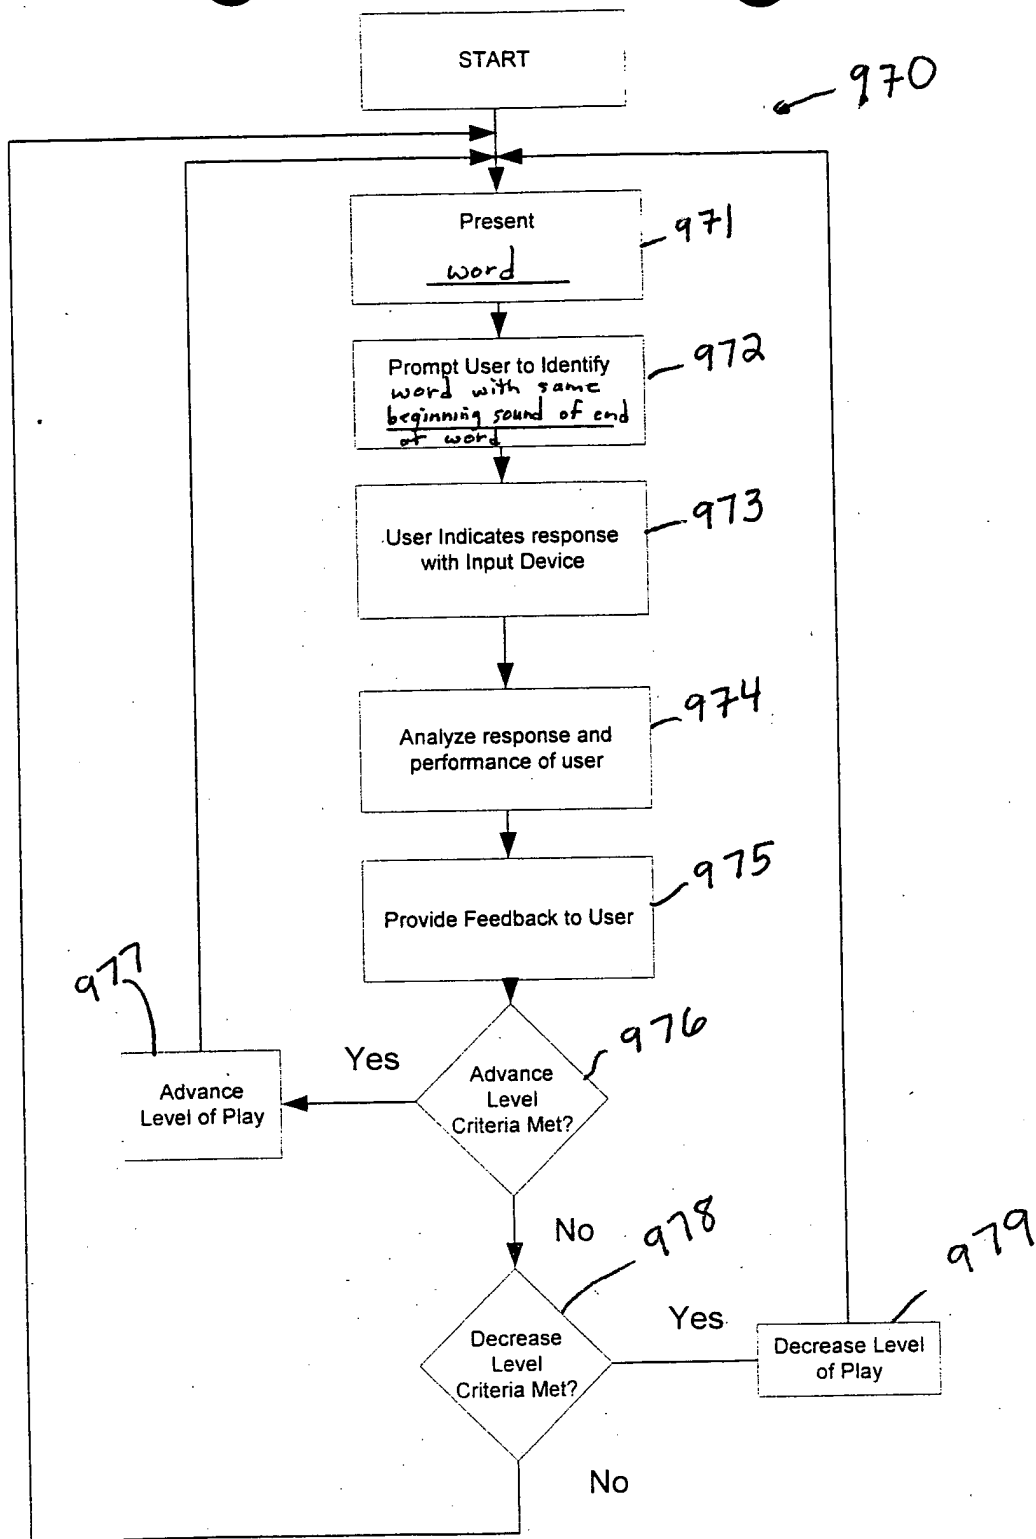 START
970
Present
word
971
Prompt User to Identify
word with same
beginning sound of end
of word
972
User Indicates response
with Input Device
973
Analyze response and
performance of user
974
Provide Feedback to User
975
977
Advance
Level of Play
Yes
Advance
Level
Criteria Met?
976
No
978
979
Decrease
Level
Criteria Met?
Yes
Decrease Level
of Play
No